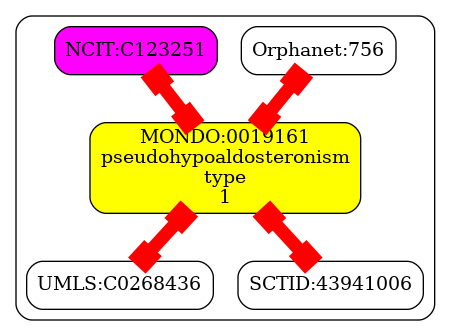 NCIT:C123251
Orphanet:756
MONDO:0019161
pseudohypoaldosteronism
type
1
UMLS:C0268436
SCTID:43941006